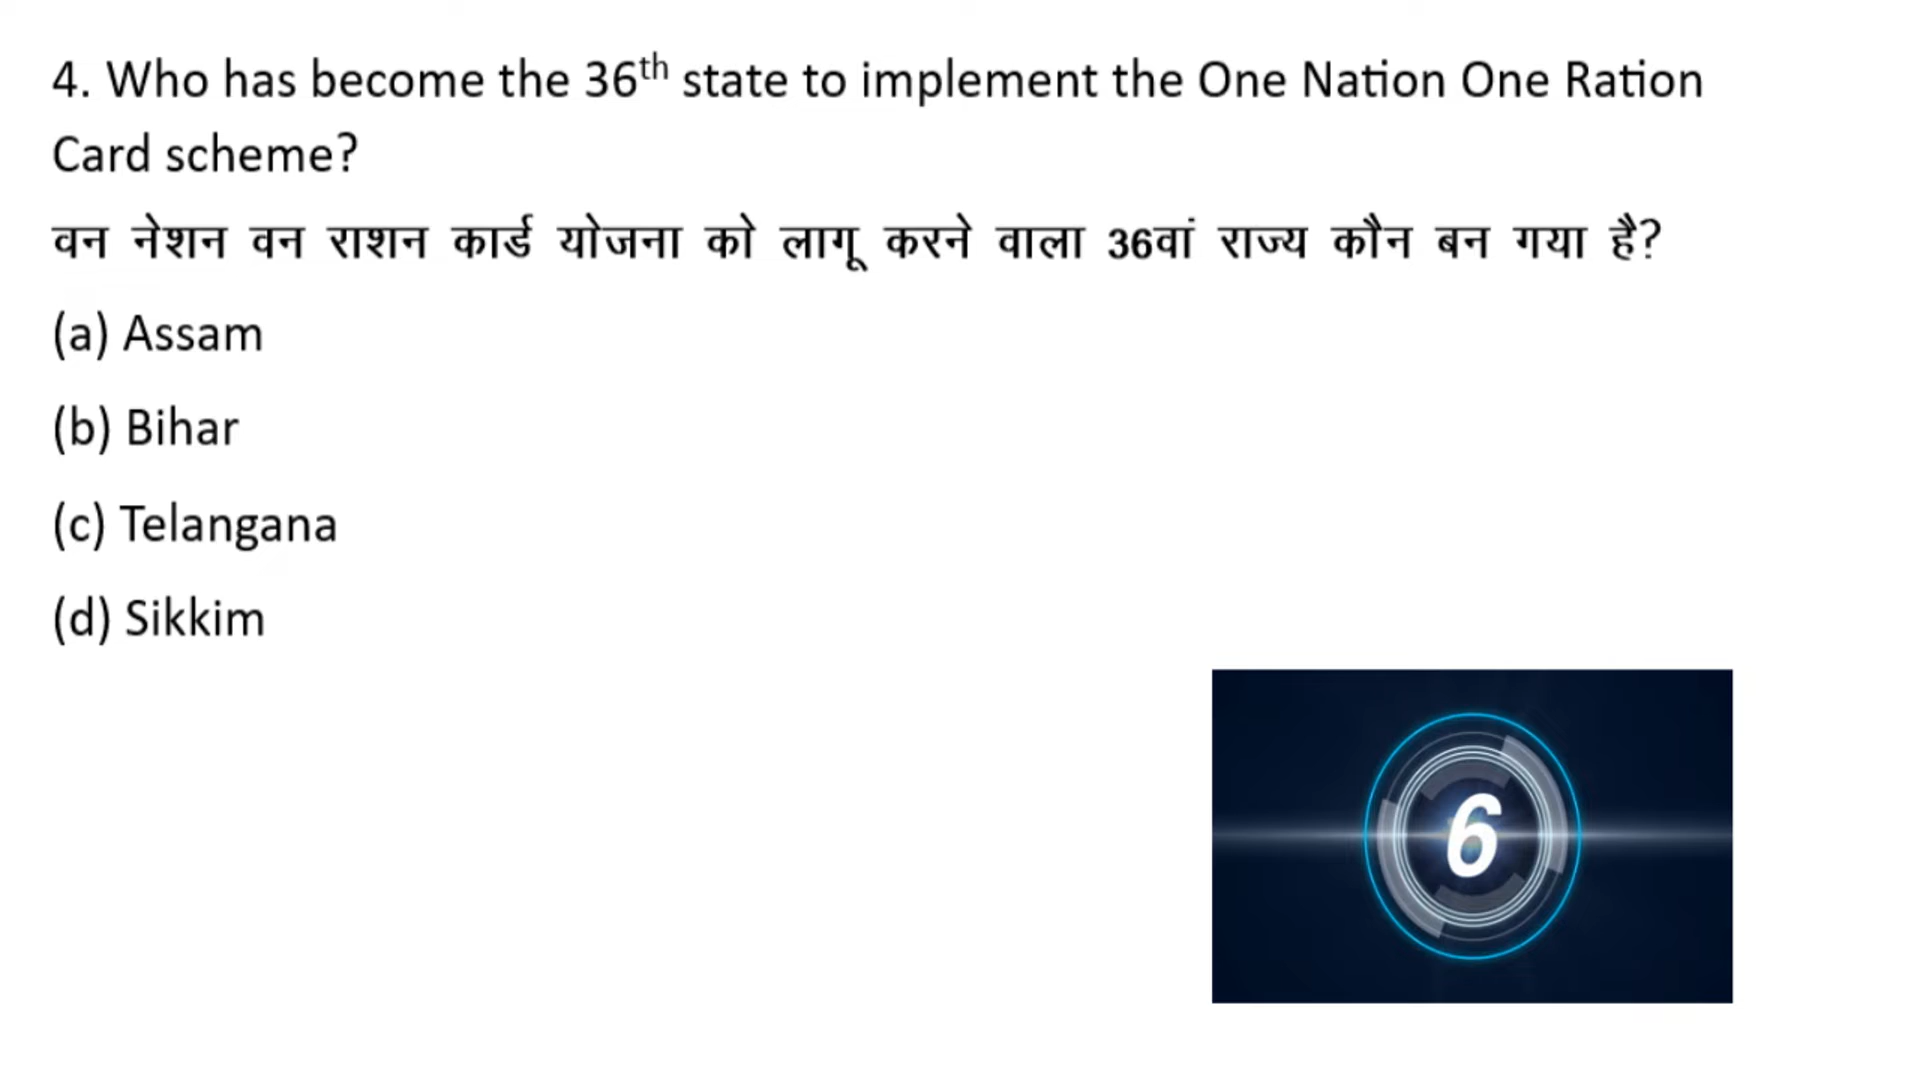 4. Who has become the 36th state to implement the One Nation One Ration
Card scheme?
वन नेशन वन राशन कार्ड योजना को लागू करने वाला 36वां राज्य कौन बन गया है?
(a) Assam
(b) Bihar
(c) Telangana
(d) Sikkim
6